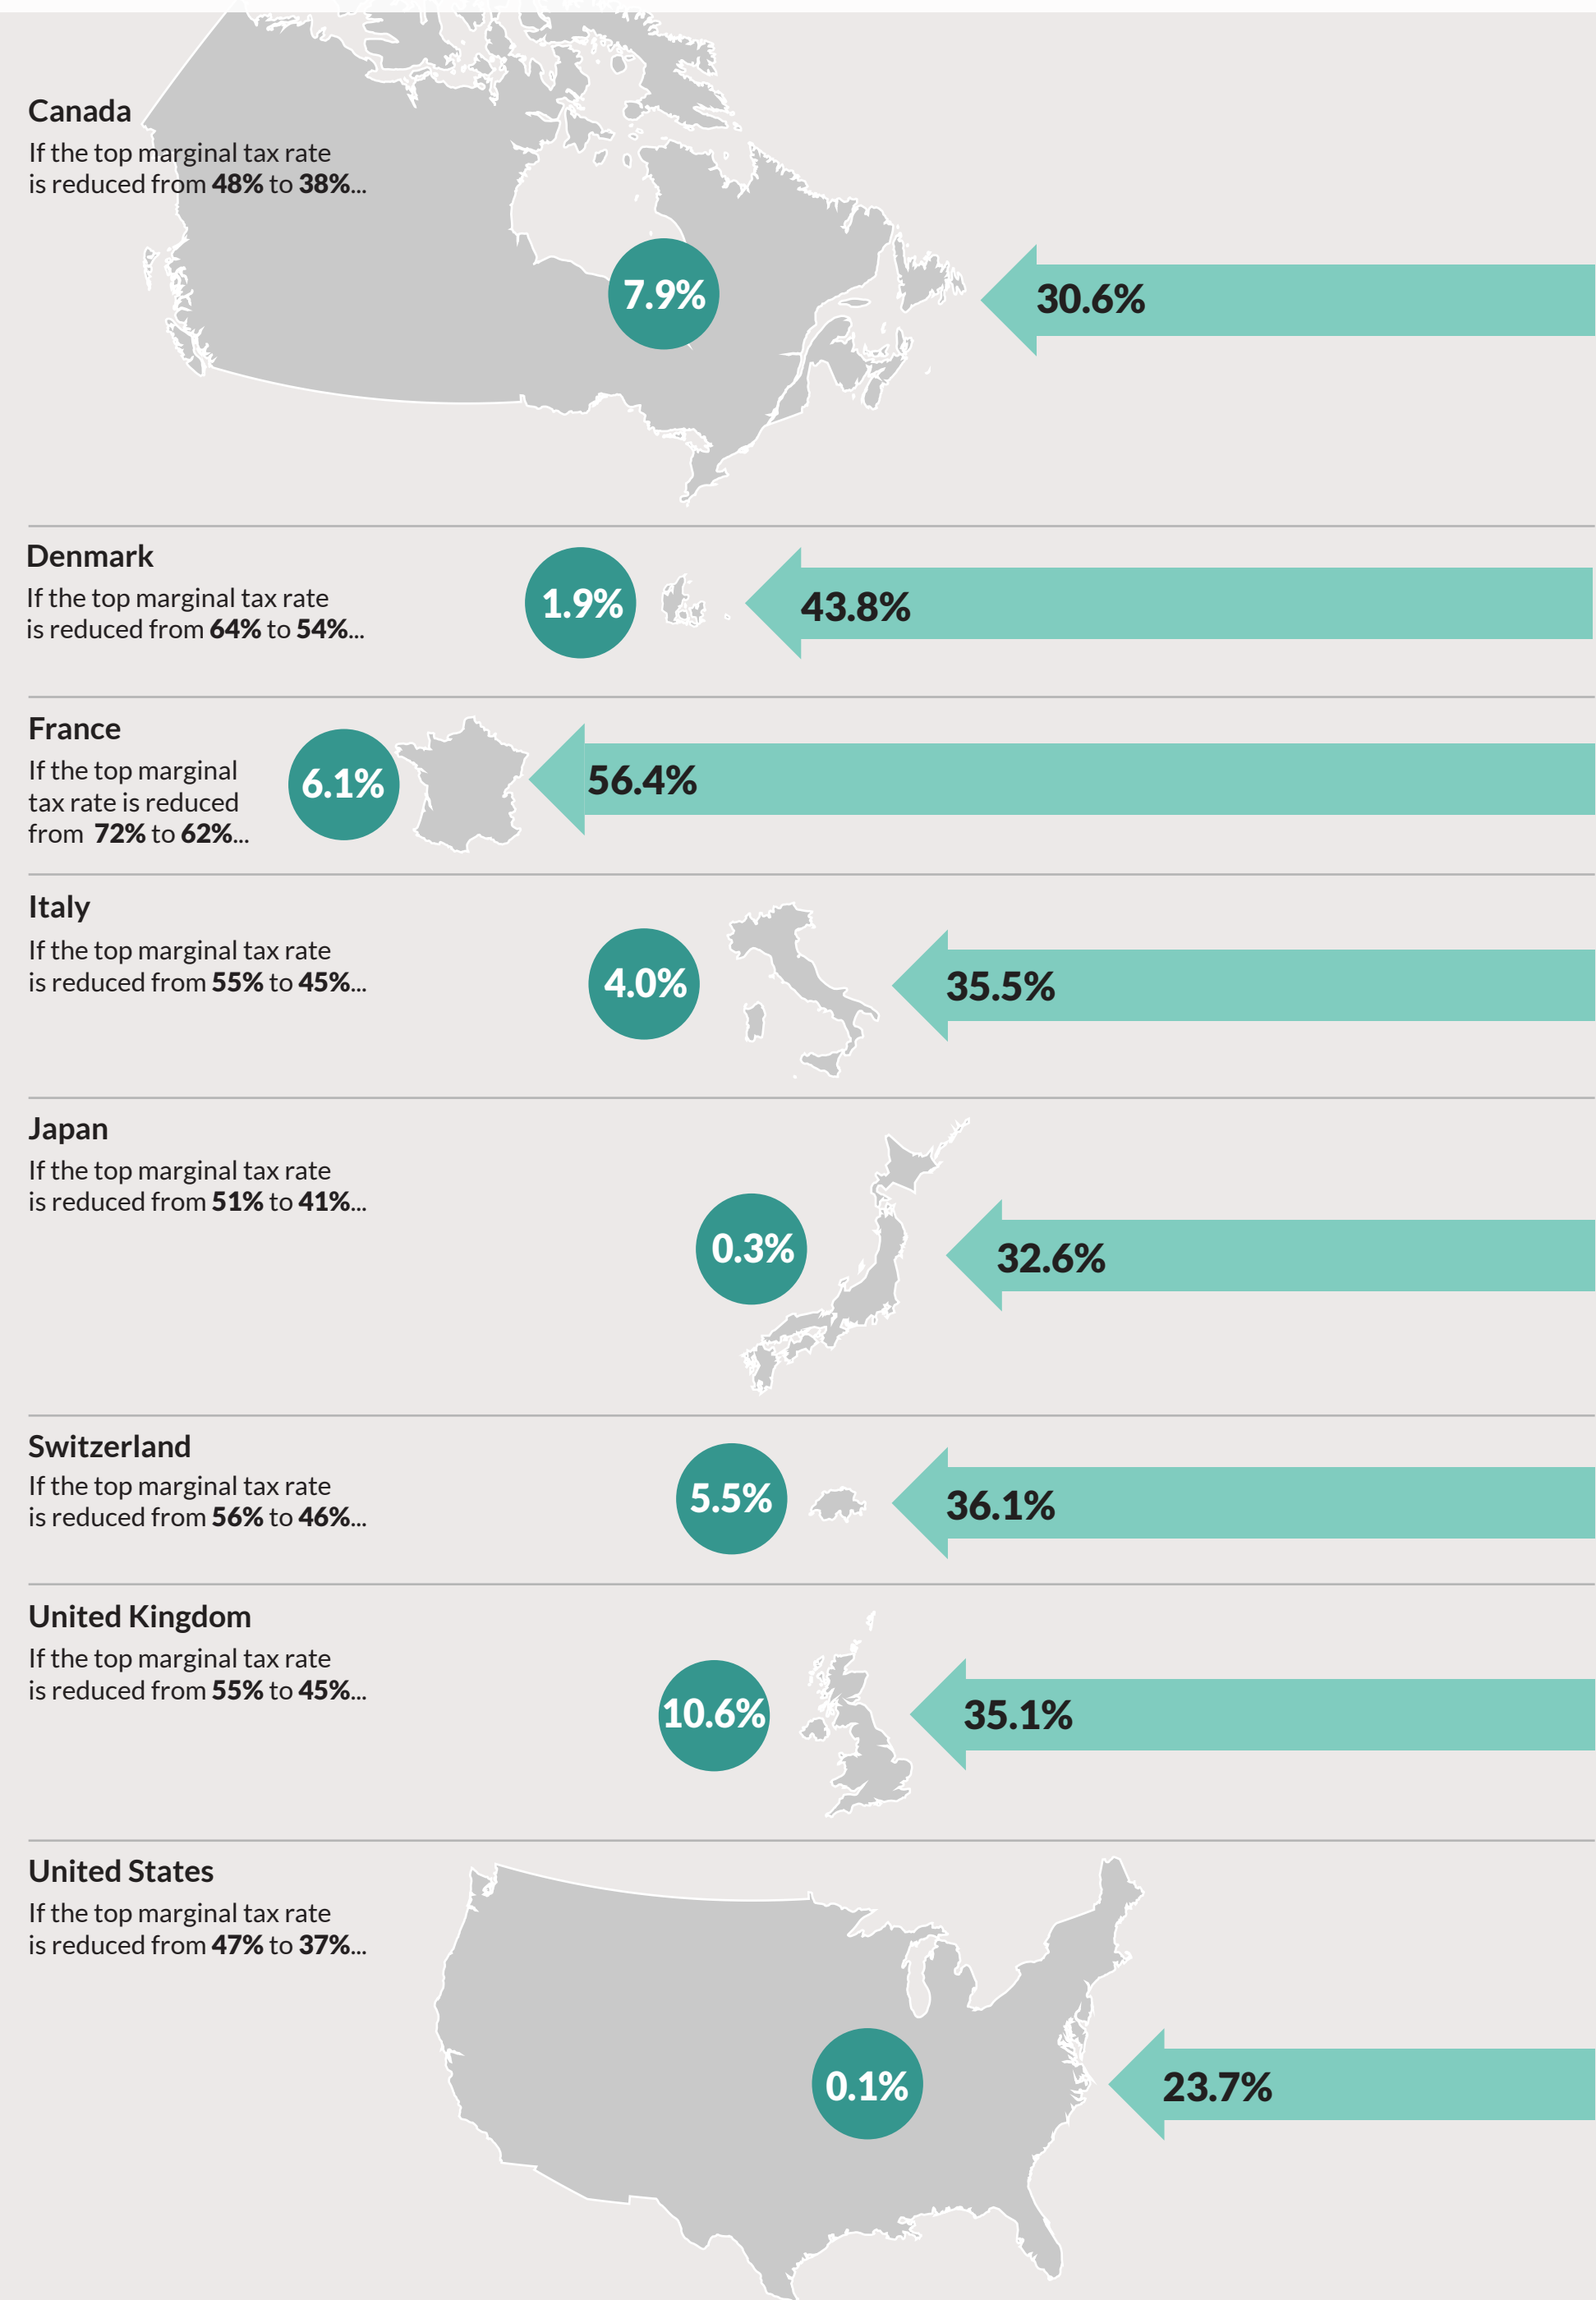 Canada
If the top marginal tax rate
is reduced from 48% to 38%...
7.9%
30.6%
Denmark
If the top marginal tax rate
is reduced from 64% to 54%...
1.9%
43.8%
France
If the top marginal
tax rate is reduced
from 72% to 62%...
6.1%
56.4%
Italy
If the top marginal tax rate
is reduced from 55% to 45%...
4.0%
35.5%
Japan
If the top marginal tax rate
is reduced from 51% to 41%...
0.3%
32.6%
Switzerland
If the top marginal tax rate
is reduced from 56% to 46%...
5.5%
36.1%
United Kingdom
If the top marginal tax rate
is reduced from 55% to 45%...
10.6%
35.1%
United States
If the top marginal tax rate
is reduced from 47% to 37%...
0.1%
23.7%